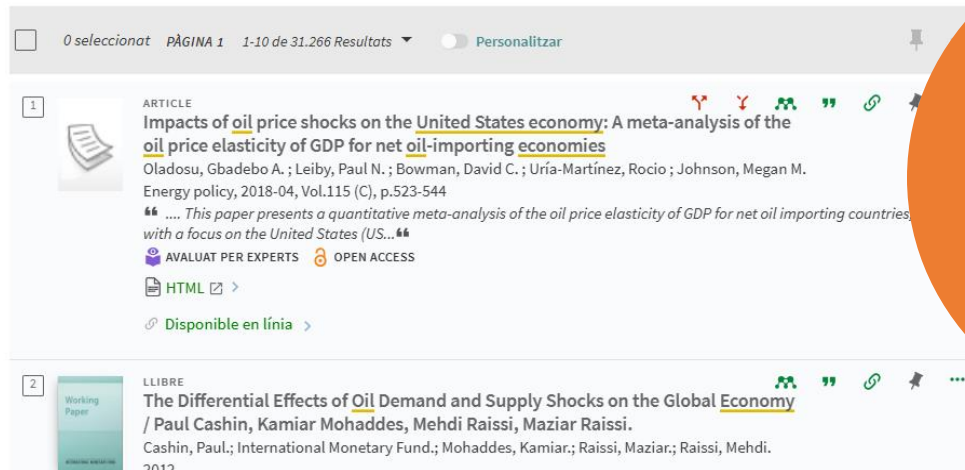 0 seleccionat PÀGINA 1 1-10 de 31.266 Resultats Personalitzar
1
ARTICLE
Impacts of oil price shocks on the United States economy: A meta-analysis of the
oil price elasticity of GDP for net oil-importing economies
Oladosu, Gbadebo A. ; Leiby, Paul N. ; Bowman, David C. ; Uría-Martínez, Rocio ; Johnson, Megan M.
Energy policy, 2018-04, Vol.115 (C), p.523-544
❝ .... This paper presents a quantitative meta-analysis of the oil price elasticity of GDP for net oil importing countries,
with a focus on the United States (US...❝
AVALUAT PER EXPERTS OPEN ACCESS
HTML >
Disponible en línia >
2
Working
Paper
LLIBRE
The Differential Effects of Oil Demand and Supply Shocks on the Global Economy
/ Paul Cashin, Kamiar Mohaddes, Mehdi Raissi, Maziar Raissi.
Cashin, Paul.; International Monetary Fund.; Mohaddes, Kamiar.; Raissi, Maziar.; Raissi, Mehdi.
2012